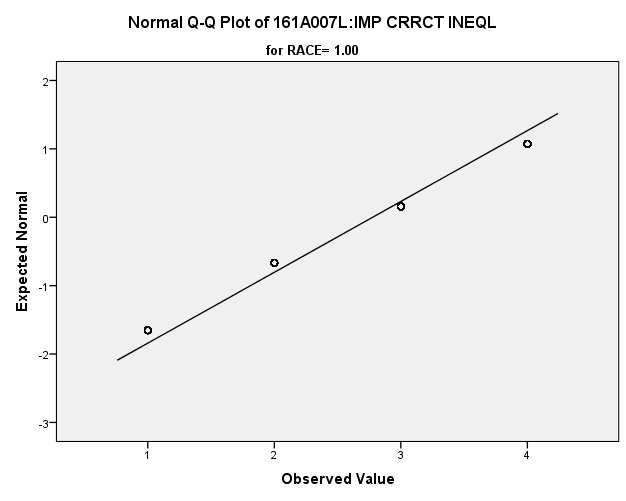 Normal Q-Q Plot of 161A007L:IMP CRRCT INEQL
for RACE= 1.00
Expected Normal
2
1
0
-1
-2
-3
1 2 3 4
Observed Value